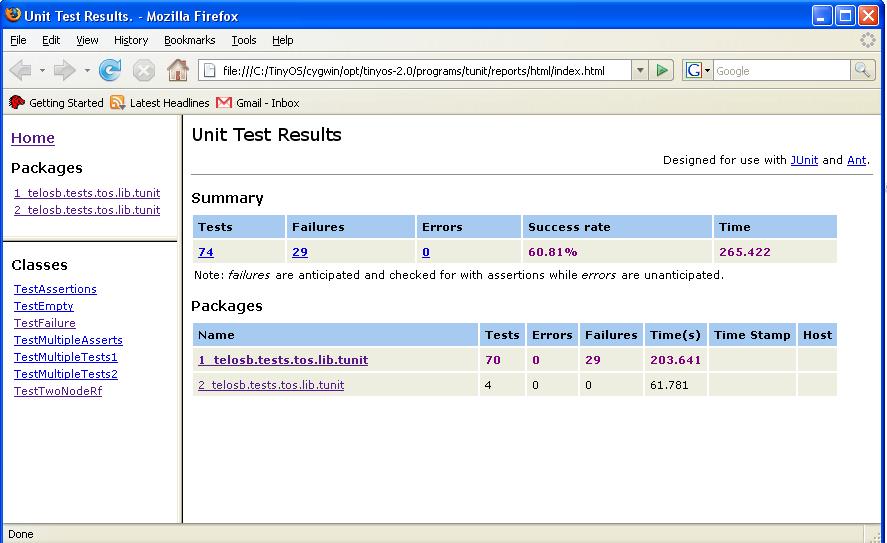 Unit Test Results. - Mozilla Firefox
File Edit View History Bookmarks Tools Help
file:///C:/TinyOS/cygwin/opt/tinyos-2.0/programs/tunit/reports/html/index.html G Google
Getting Started Latest Headlines Gmail - Inbox
Home
Packages
1_telosb.tests.tos.lib.tunit
2_telosb.tests.tos.lib.tunit
Classes
TestAssertions
TestEmpty
TestFailure
TestMultipleAsserts
TestMultipleTests1
TestMultipleTests2
TestTwoNodeRf
Unit Test Results
Designed for use with JUnit and Ant.
Summary
Tests Failures Errors Success rate Time
74 29 0 60.81% 265.422
Note: failures are anticipated and checked for with assertions while errors are unanticipated.
Packages
Name Tests Errors Failures Time(s) Time Stamp Host
1_telosb.tests.tos.lib.tunit 70 0 29 203.641
2_telosb.tests.tos.lib.tunit 4 0 0 61.781
Done